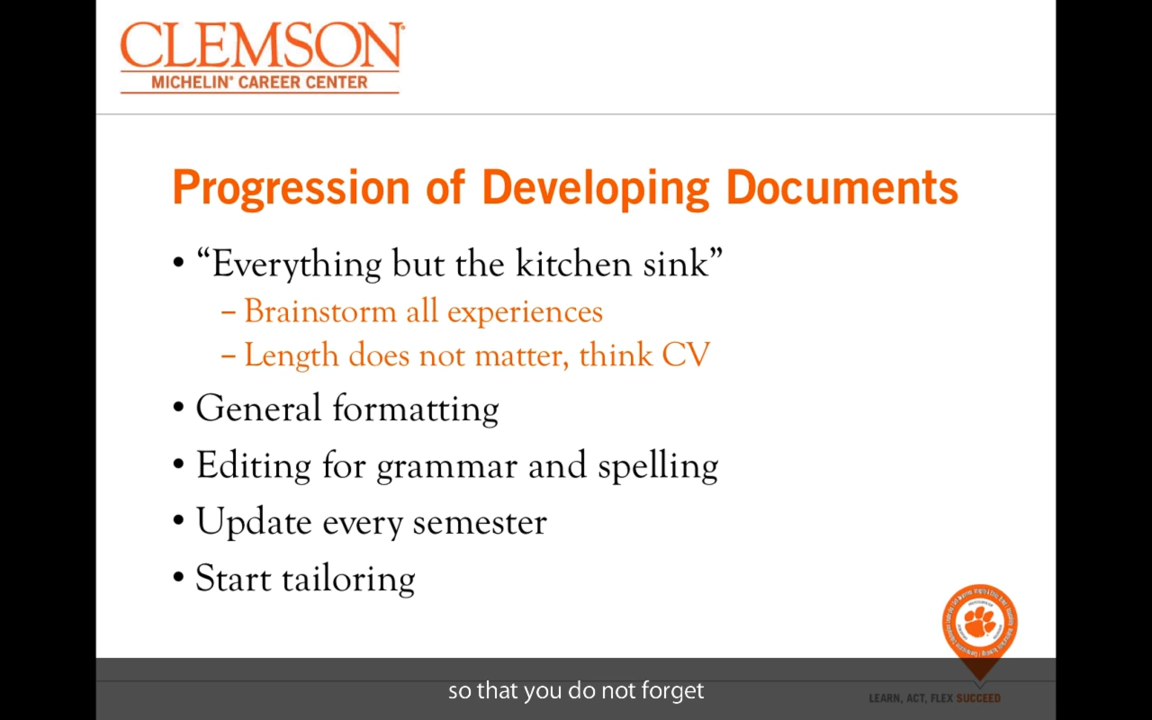 CLEMSON®
MICHELIN® CAREER CENTER
Progression of Developing Documents
• “Everything but the kitchen sink”
– Brainstorm all experiences
– Length does not matter, think CV
• General formatting
• Editing for grammar and spelling
• Update every semester
• Start tailoring
so that you do not forget
LEARN, ACT, FLEX SUCCEED